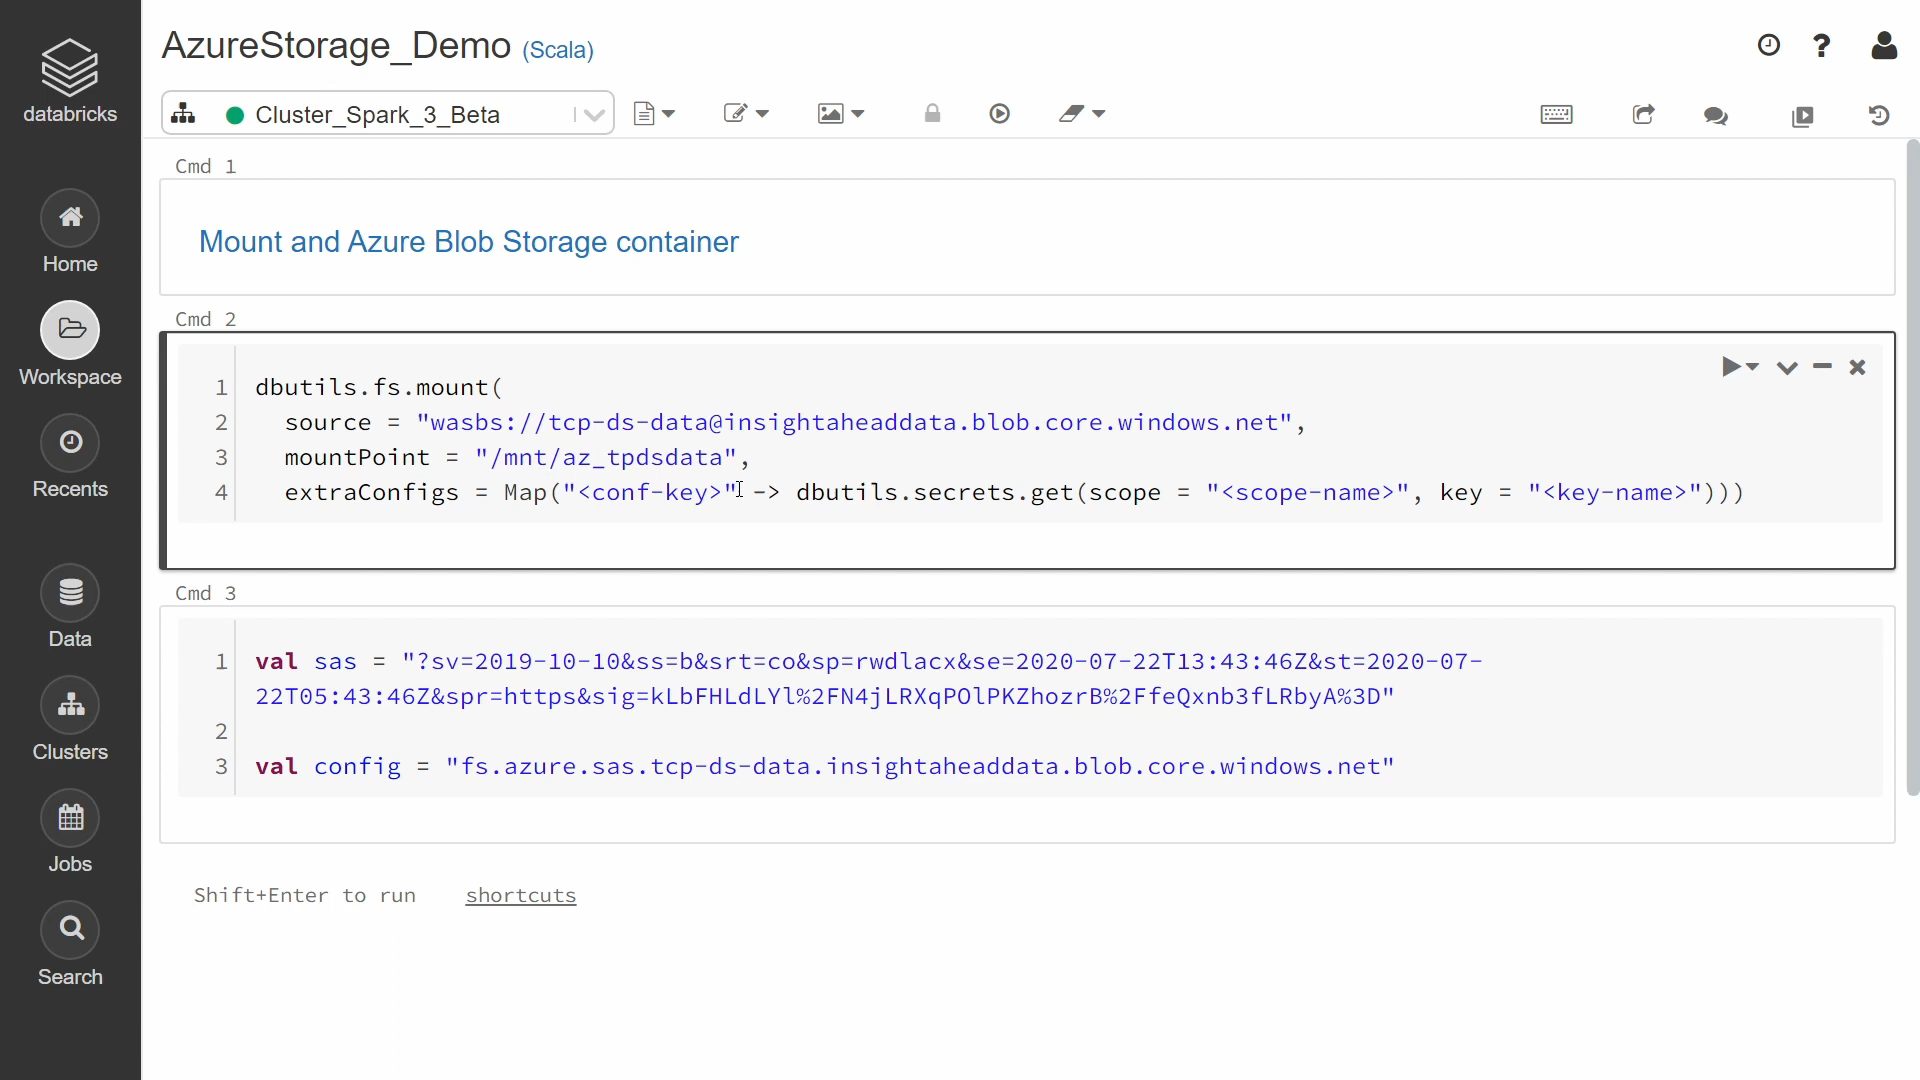 AzureStorage_Demo (Scala)
databricks
Cluster_Spark_3_Beta
Home
Workspace
Recents
Data
Clusters
Jobs
Search
Cmd 1
Mount and Azure Blob Storage container
Cmd 2
1 dbutils.fs.mount(
2 source = "wasbs://tcp-ds-data@insightaheaddata.blob.core.windows.net",
3 mountPoint = "/mnt/az_tpdsdata",
4 extraConfigs = Map("<conf-key>" -> dbutils.secrets.get(scope = "<scope-name>", key = "<key-name>")))
Cmd 3
1 val sas = "?sv=2019-10-10&ss=b&srt=co&sp=rwdlacx&se=2020-07-22T13:43:46Z&st=2020-07-
22T05:43:46Z&spr=https&sig=kLbFHLdLYl%2FN4jLRXqPOlPKZhozrB%2FfeQxnb3fLRbyA%3D"
2
3 val config = "fs.azure.sas.tcp-ds-data.insightaheaddata.blob.core.windows.net"
Shift+Enter to run shortcuts